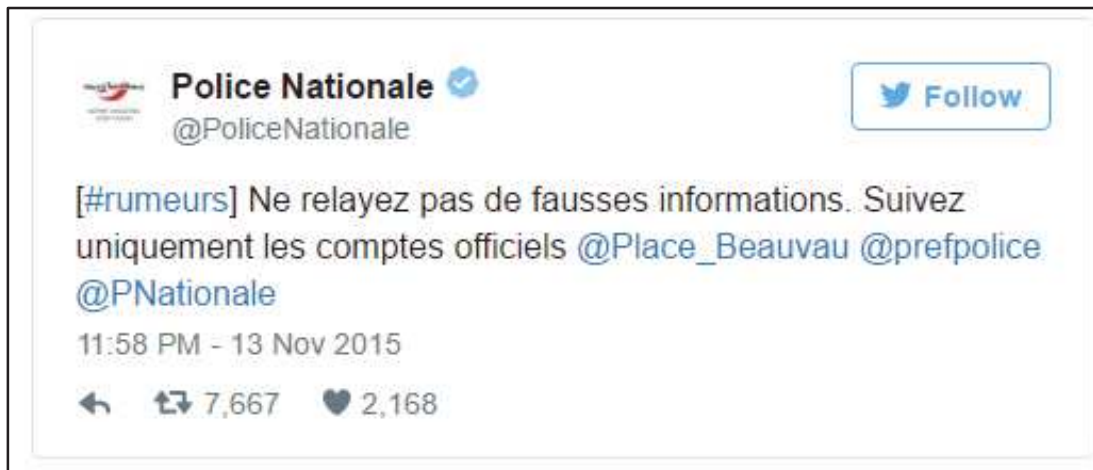 Police Nationale
@PoliceNationale
Follow
[#rumeurs] Ne relayez pas de fausses informations. Suivez
uniquement les comptes officiels @Place_Beauvau @prefpolice
@PNationale
11:58 PM - 13 Nov 2015
7,667 2,168